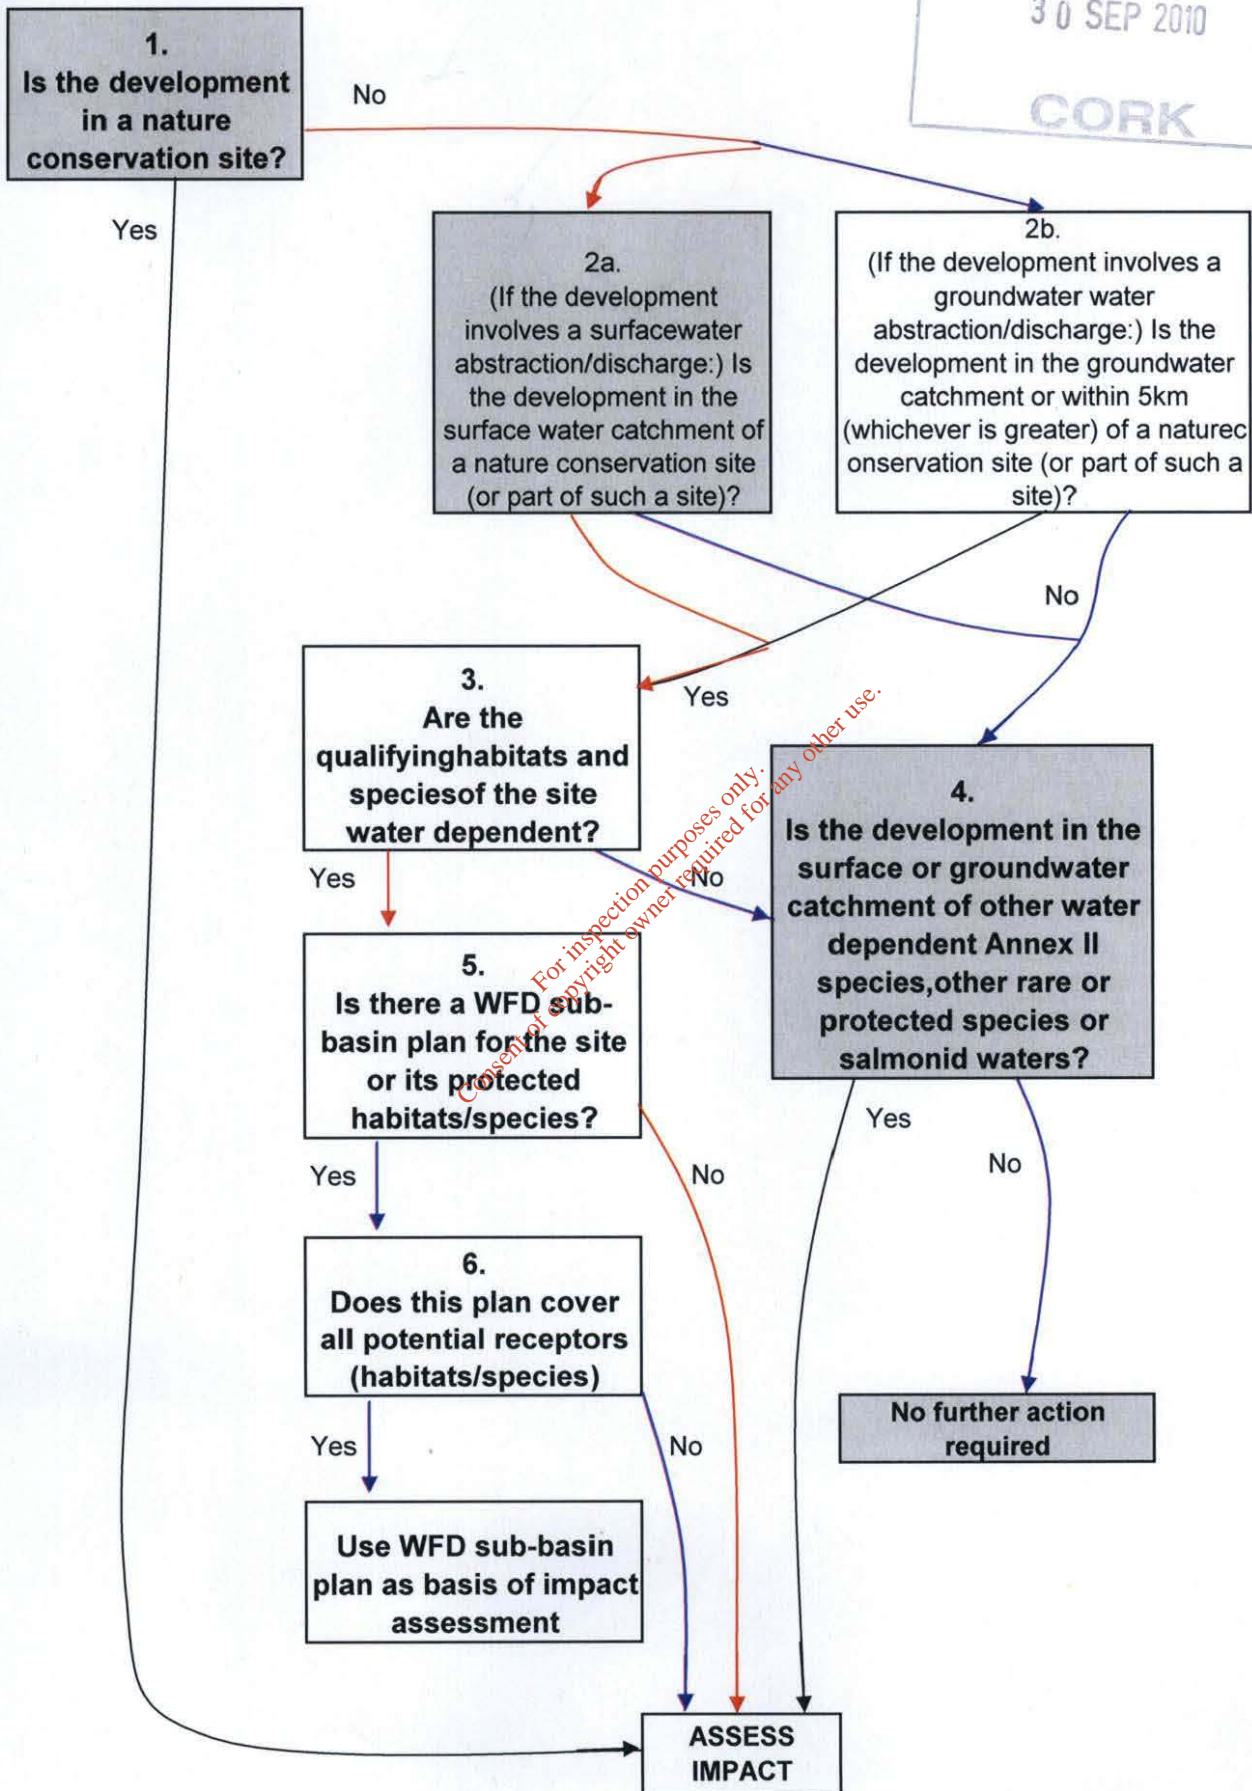 30 SEP 2010
CORK
1.
Is the development
in a nature
conservation site?
No
Yes
2a.
(If the development
involves a surfacewater
abstraction/discharge:) Is
the development in the
surface water catchment of
a nature conservation site
(or part of such a site)?
2b.
(If the development involves a
groundwater water
abstraction/discharge:) Is the
development in the groundwater
catchment or within 5km
(whichever is greater) of a naturec
onservation site (or part of such a
site)?
No
Yes
3.
Are the
qualifyinghabitats and
speciesof the site
water dependent?
Yes
No
4.
Is the development in the
surface or groundwater
catchment of other water
dependent Annex II
species,other rare or
protected species or
salmonid waters?
For inspection purposes only.
Consent of copyright owner required for any other use.
5.
Is there a WFD sub-
basin plan for the site
or its protected
habitats/species?
Yes
No
Yes
No
6.
Does this plan cover
all potential receptors
(habitats/species)
Yes
No
No further action
required
Use WFD sub-basin
plan as basis of impact
assessment
ASSESS
IMPACT